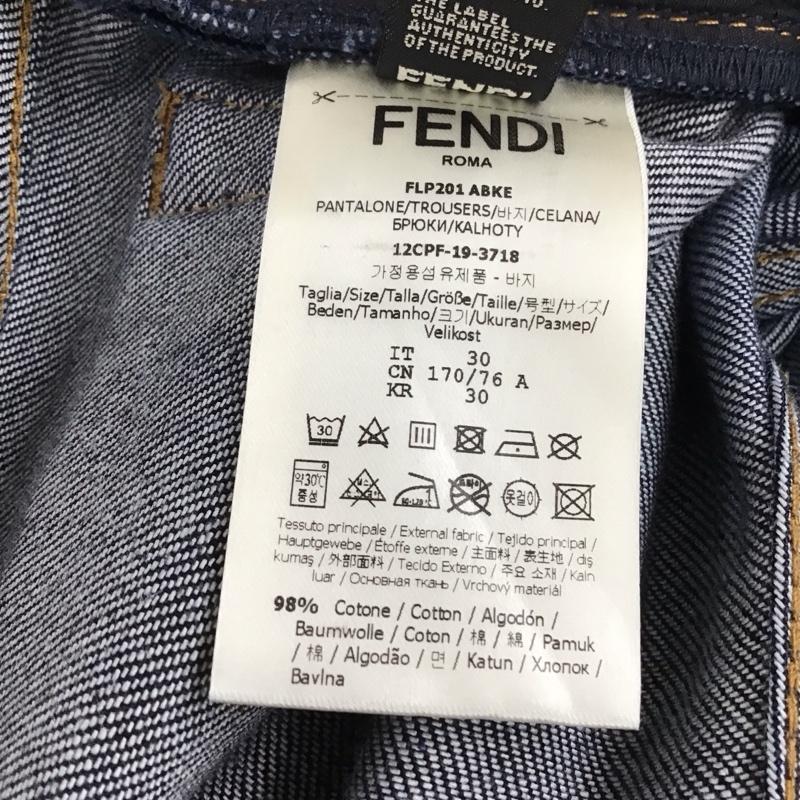 THE LABEL
GUARANTEES THE
AUTHENTICITY
OF THE PRODUCT.
FENDI
FENDI
ROMA
FLP201 ABKE
PANTALONE/TROUSERS/바지/CELANA/
БРЮКИ/KALHOTY
12CPF-19-3718
가정용섬유제품 - 바지
Taglia/Size/Talla/Größe/Taille/号型/サイズ/
Beden/Tamanho/크기/Ukuran/Размер/
Velikost
IT 30
CN 170/76 A
KR 30
30
약30℃
중성
옷걸이
Tessuto principale / External fabric / Tejido principal /
Hauptgewebe / Étoffe externe / 主面料 / 表生地 / dış
kumaş / 外部面料 / Tecido Externo / 주요 소재 / Kain
luar / Основная ткань / Vrchový materiál
98% Cotone / Cotton / Algodón /
Baumwolle / Coton / 棉 / 綿 / Pamuk
/ 棉 / Algodão / 면 / Katun / Хлопок /
Bavlna